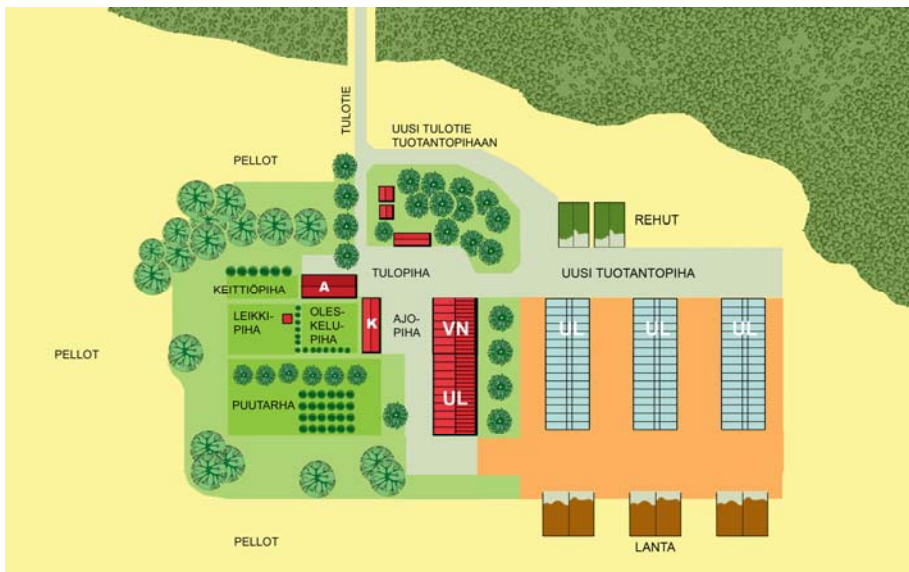 TULOTIE
UUSI TULOTIE
TUOTANTOPIHAAN
PELLOT
REHUT
TULOPIHA
UUSI TUOTANTOPIHA
A
KEITTIÖPIHA
LEIKKI-
PIHA
OLES-
KELU-
PIHA
K
AJO-
PIHA
VN
UL
UL
UL
UL
PELLOT
PUUTARHA
PELLOT
LANTA